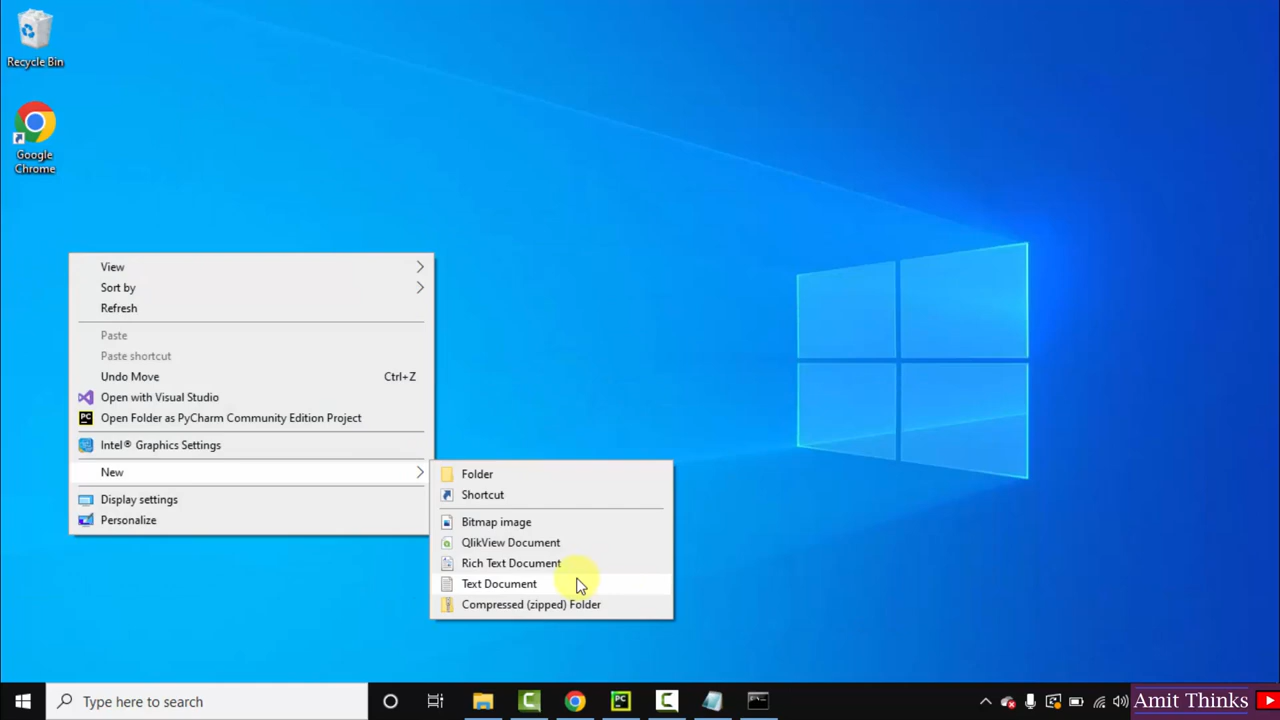 Recycle Bin
Google
Chrome
View
Sort by
Refresh
Paste
Paste shortcut
Undo Move Ctrl+Z
Open with Visual Studio
PC Open Folder as PyCharm Community Edition Project
Intel® Graphics Settings
New
Display settings
Personalize
Folder
Shortcut
Bitmap image
QlikView Document
Rich Text Document
Text Document
Compressed (zipped) Folder
Type here to search
PC
Amit Thinks